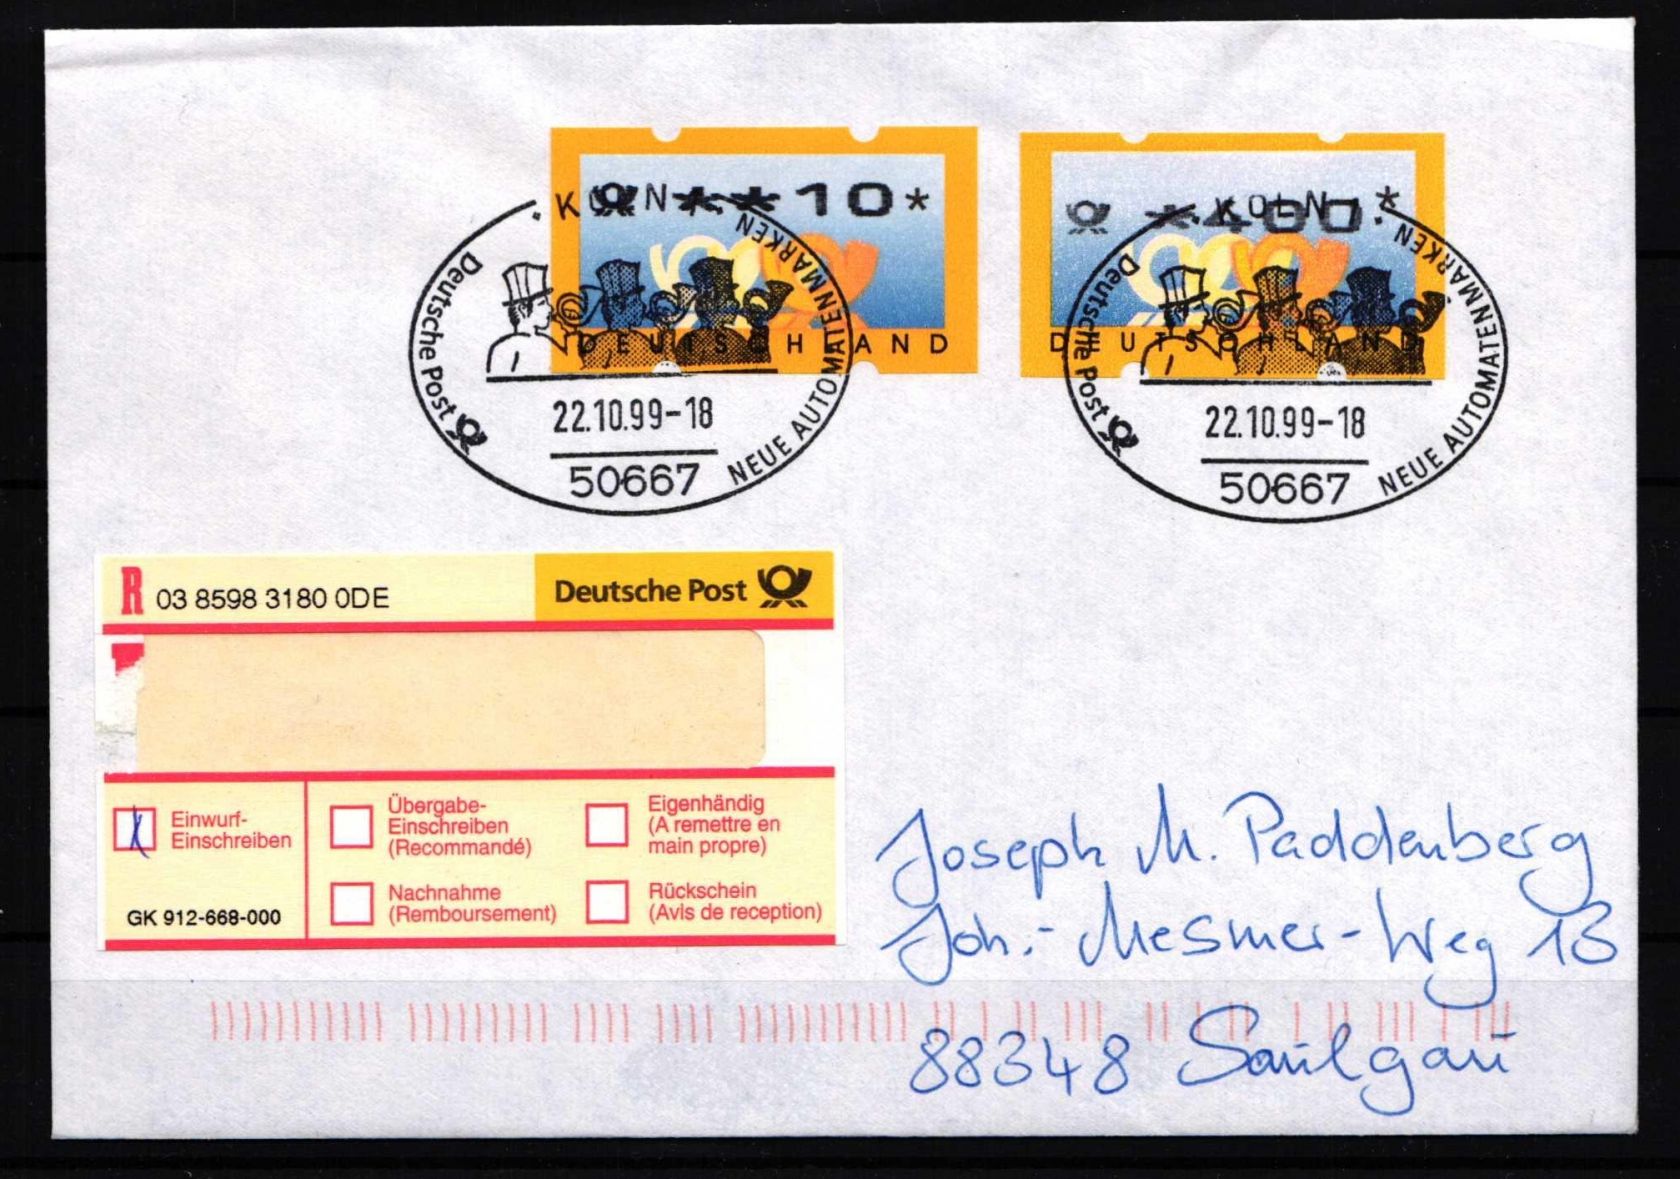 KÖLN **10*
DEUTSCHLAND
KÖLN *400*
DEUTSCHLAND
Deutsche Post
NEUE AUTOMATENMARKEN
22.10.99-18
50667
Deutsche Post
NEUE AUTOMATENMARKEN
22.10.99-18
50667
R 03 8598 3180 0DE
Deutsche Post
Einwurf-
Einschreiben
GK 912-668-000
Übergabe-
Einschreiben
(Recommandé)
Nachnahme
(Remboursement)
Eigenhändig
(A remettre en
main propre)
Rückschein
(Avis de reception)
Joseph M. Paddenberg
Joh.- Mesmer-Weg 13
88348 Saulgau